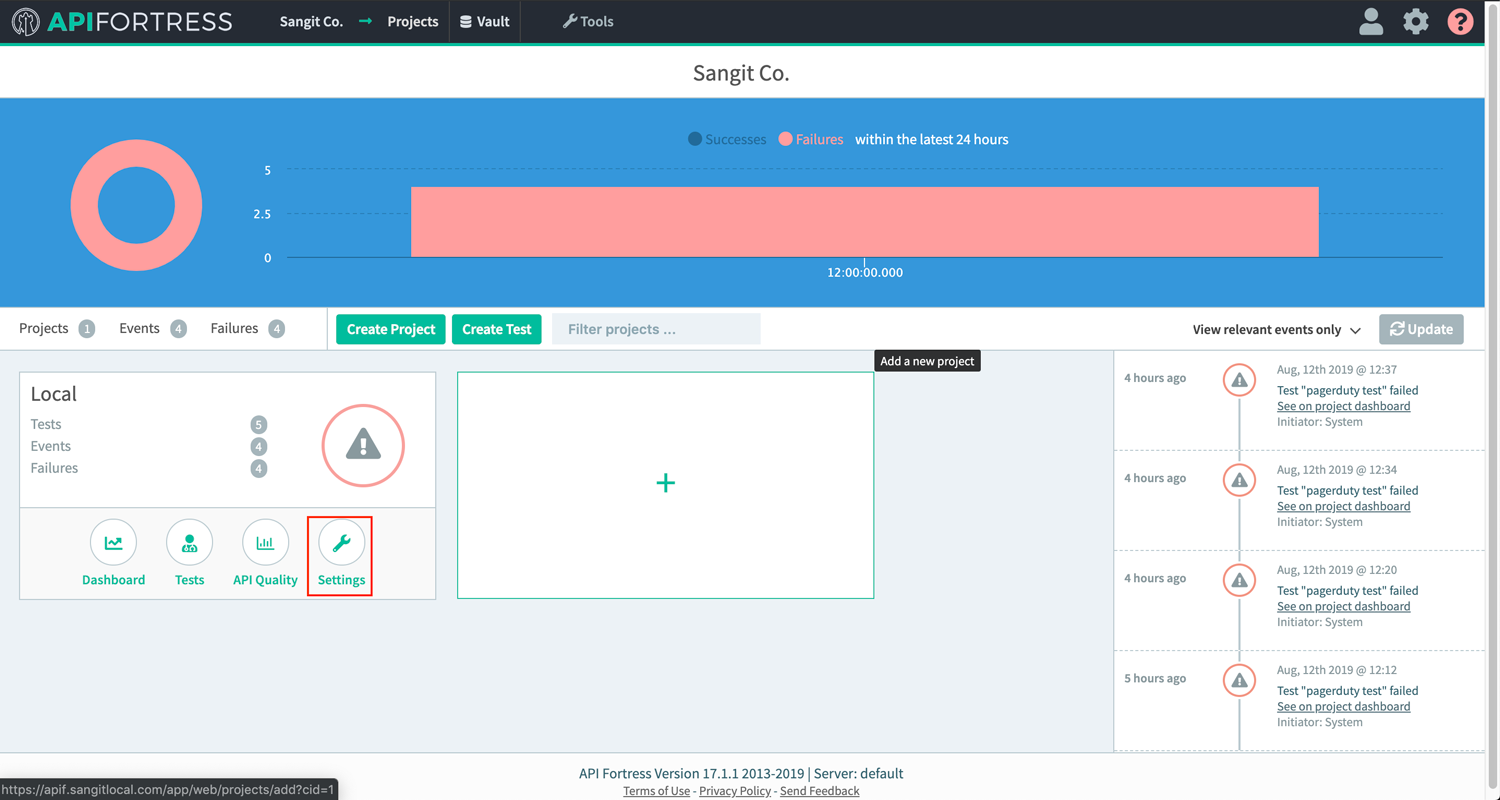 APIFORTRESS
Sangit Co. → Projects Vault Tools ?
Sangit Co.
Successes Failures within the latest 24 hours
5
2.5
0
12:00:00.000
Projects 1 Events 4 Failures 4 Create Project Create Test Filter projects ... View relevant events only Update
Add a new project
Local
Tests 5
Events 4
Failures 4
Dashboard Tests API Quality Settings
+
4 hours ago
Aug, 12th 2019 @ 12:37
Test "pagerduty test" failed
See on project dashboard
Initiator: System
4 hours ago
Aug, 12th 2019 @ 12:34
Test "pagerduty test" failed
See on project dashboard
Initiator: System
4 hours ago
Aug, 12th 2019 @ 12:20
Test "pagerduty test" failed
See on project dashboard
Initiator: System
5 hours ago
Aug, 12th 2019 @ 12:12
Test "pagerduty test" failed
See on project dashboard
Initiator: System
API Fortress Version 17.1.1 2013-2019 | Server: default
Terms of Use - Privacy Policy - Send Feedback
https://apif.sangitlocal.com/app/web/projects/add?cid=1